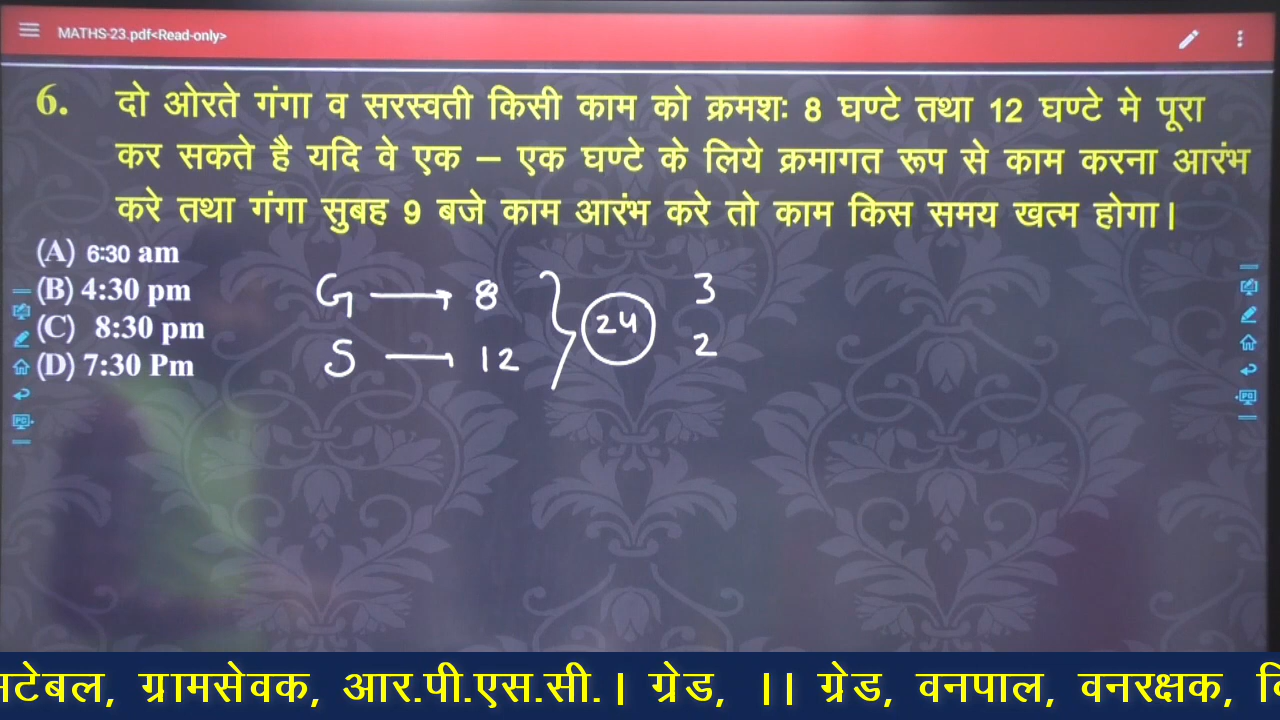 MATHS-23.pdf<Read-only>
6. दो ओरते गंगा व सरस्वती किसी काम को क्रमशः 8 घण्टे तथा 12 घण्टे मे पूरा
कर सकते है यदि वे एक – एक घण्टे के लिये क्रमागत रूप से काम करना आरंभ
करे तथा गंगा सुबह 9 बजे काम आरंभ करे तो काम किस समय खत्म होगा।
(A) 6:30 am
(B) 4:30 pm
(C) 8:30 pm
(D) 7:30 Pm
G → 8
S → 12
24
3
2
ग्रामसेवक, आर.पी.एस.सी.। ग्रेड, ।। ग्रेड, वनपाल, वनरक्षक,